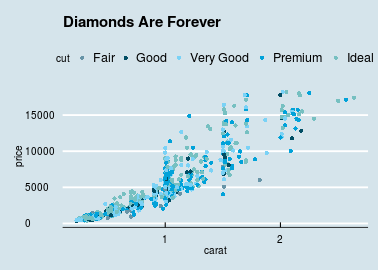 Diamonds Are Forever
cut Fair Good Very Good Premium Ideal
15000
10000
5000
0
price
1 2
carat